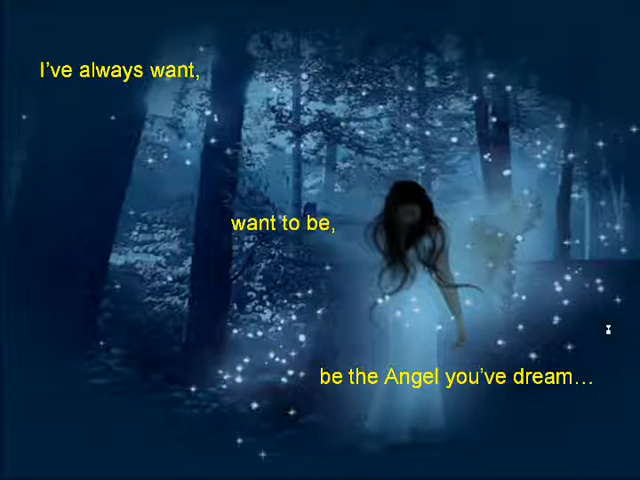 I've always want,
want to be,
be the Angel you've dream…